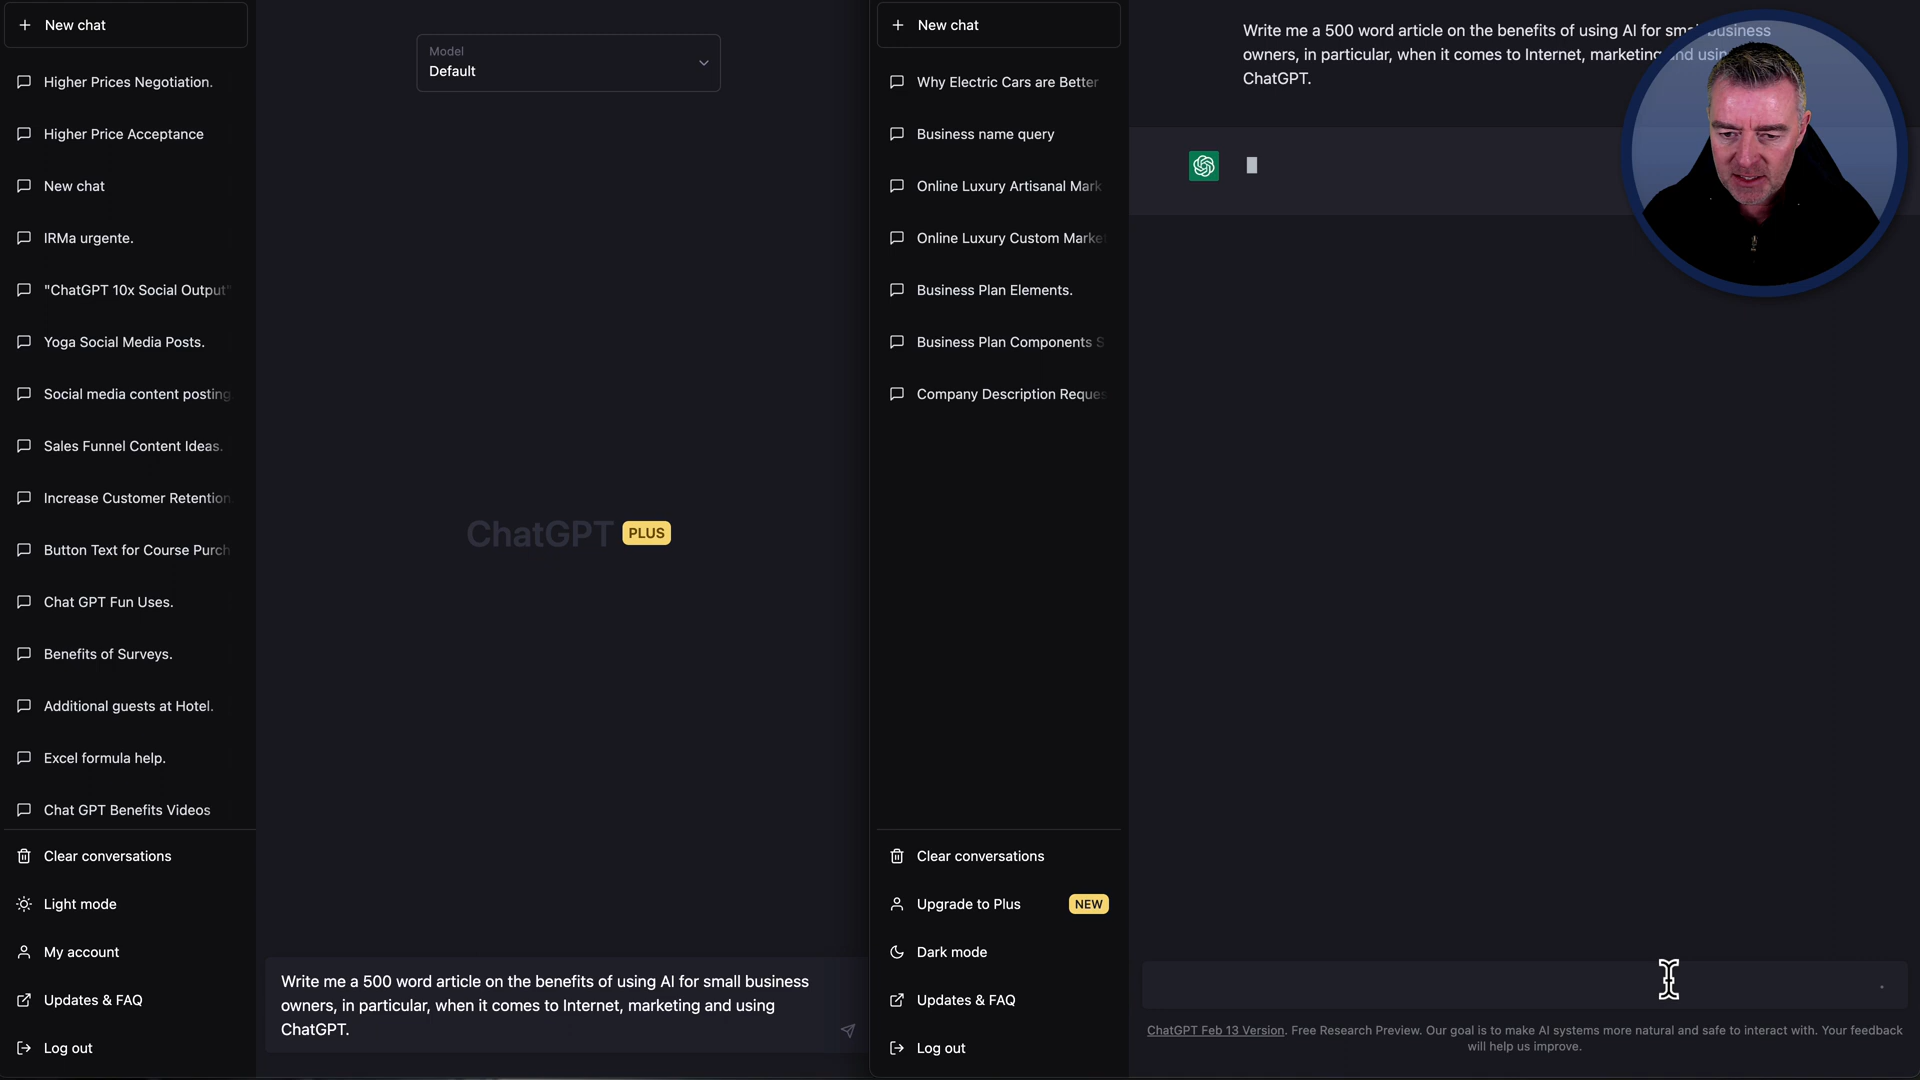 New chat
Higher Prices Negotiation.
Higher Price Acceptance
New chat
IRMa urgente.
"ChatGPT 10x Social Output"
Yoga Social Media Posts.
Social media content posting
Sales Funnel Content Ideas.
Increase Customer Retention
Button Text for Course Purch
Chat GPT Fun Uses.
Benefits of Surveys.
Additional guests at Hotel.
Excel formula help.
Chat GPT Benefits Videos
Clear conversations
Light mode
My account
Updates & FAQ
Log out
Model
Default
ChatGPT PLUS
Write me a 500 word article on the benefits of using AI for small business
owners, in particular, when it comes to Internet, marketing and using
ChatGPT.
New chat
Why Electric Cars are Better
Business name query
Online Luxury Artisanal Mark
Online Luxury Custom Marke
Business Plan Elements.
Business Plan Components S
Company Description Reques
Clear conversations
Upgrade to Plus NEW
Dark mode
Updates & FAQ
Log out
Write me a 500 word article on the benefits of using AI for small business
owners, in particular, when it comes to Internet, marketing and using
ChatGPT.
ChatGPT Feb 13 Version. Free Research Preview. Our goal is to make AI systems more natural and safe to interact with. Your feedback
will help us improve.